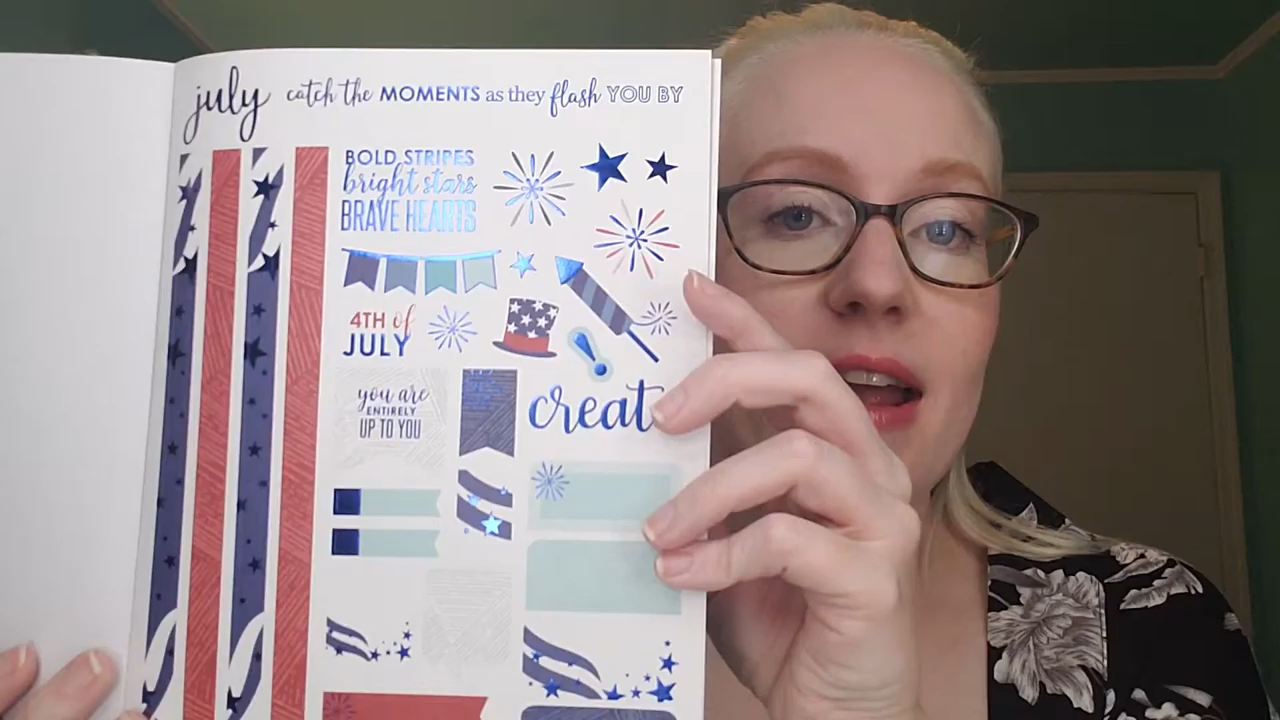 july catch the MOMENTS as they flash YOU BY
BOLD STRIPES
bright stars
BRAVE HEARTS
4TH of
JULY
you are
ENTIRELY
UP TO YOU
creat